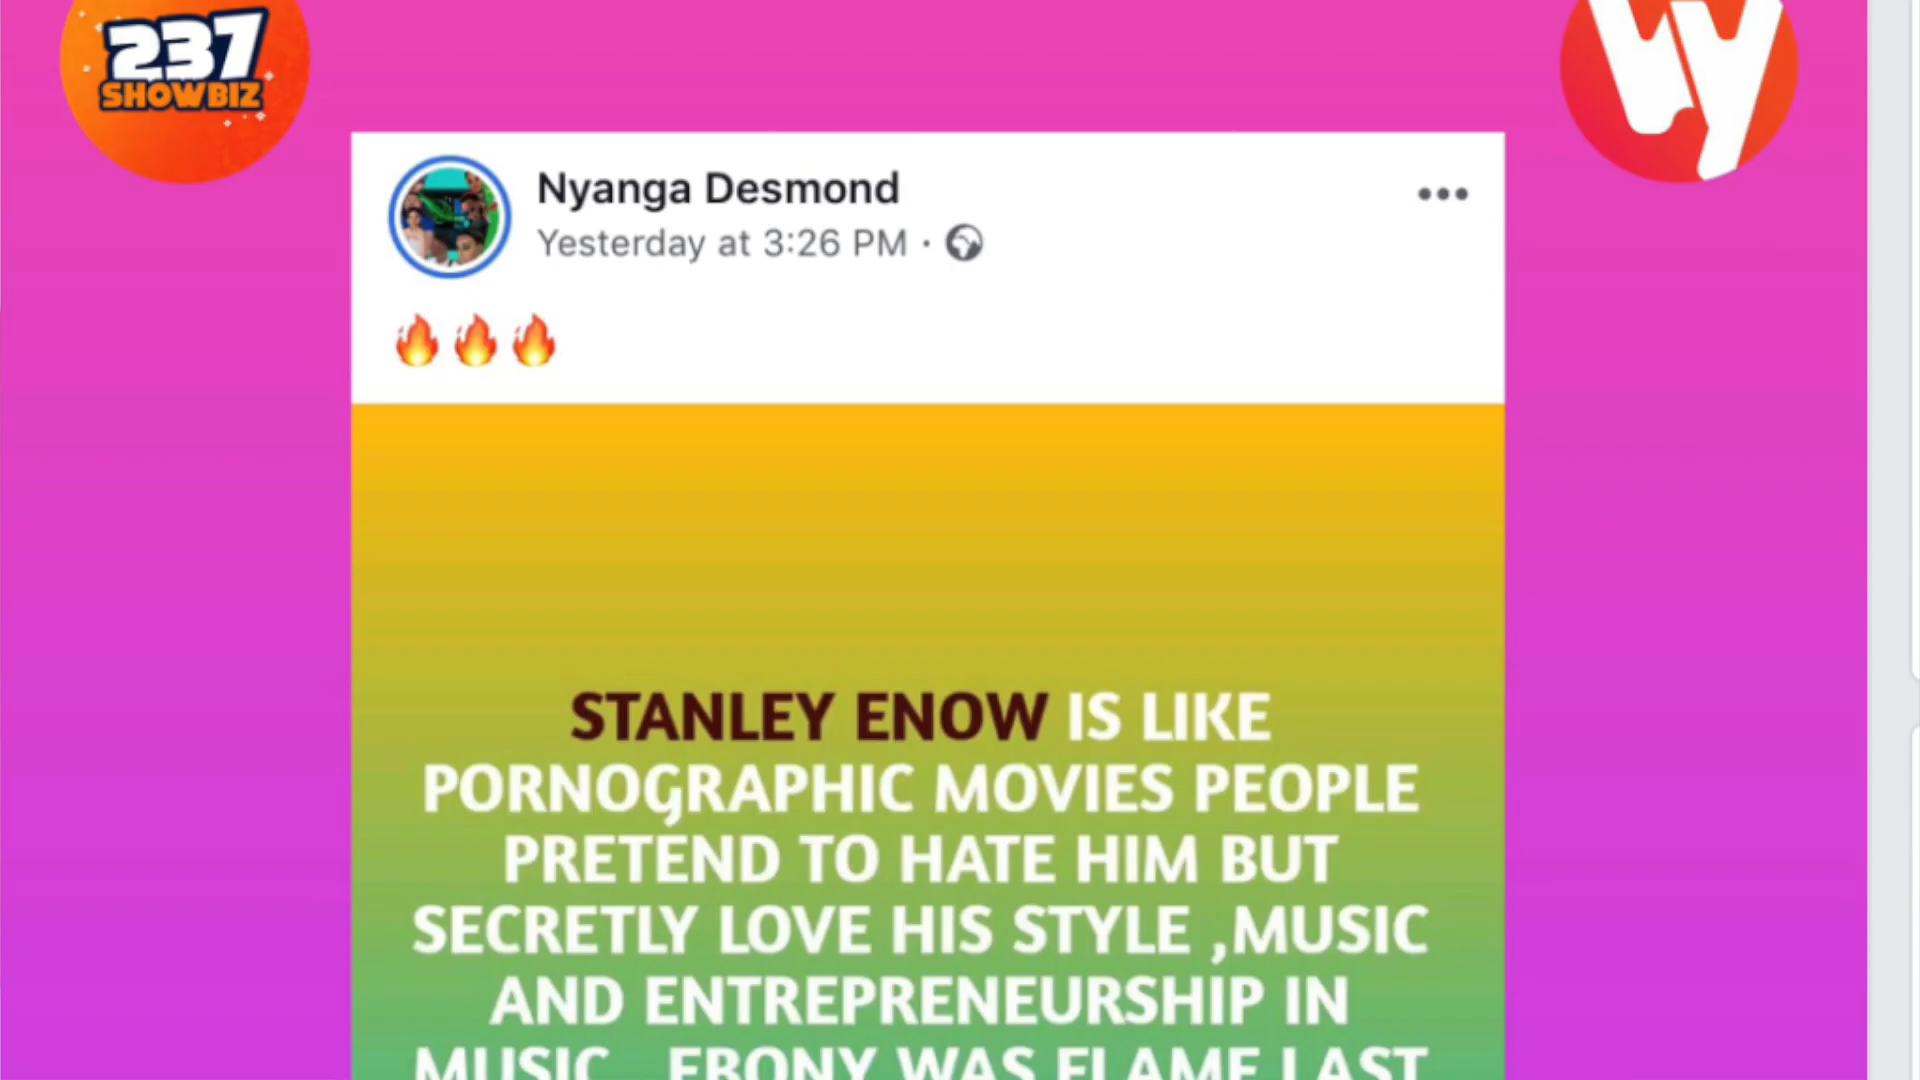 237
SHOWBIZ
Nyanga Desmond
Yesterday at 3:26 PM ·
STANLEY ENOW IS LIKE
PORNOGRAPHIC MOVIES PEOPLE
PRETEND TO HATE HIM BUT
SECRETLY LOVE HIS STYLE ,MUSIC
AND ENTREPRENEURSHIP IN
MUSIC EBONY WAS FLAME LAST